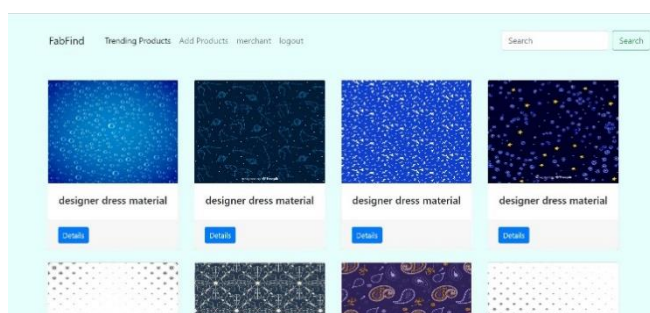 FabFind Trending Products Add Products merchant logout Search Search
designer dress material designer dress material designer dress material designer dress material
Details Details Details Details